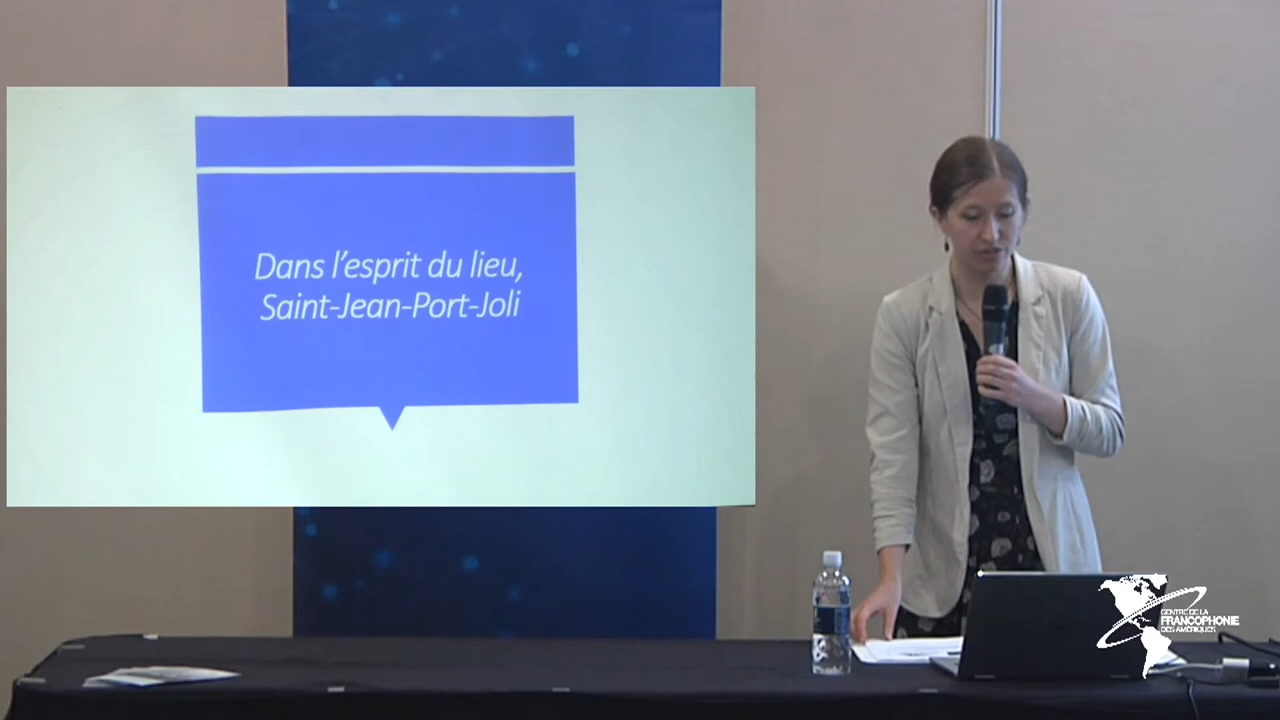 Dans l'esprit du lieu,
Saint-Jean-Port-Joli
CENTRE DE LA
FRANCOPHONIE
DES AMÉRIQUES